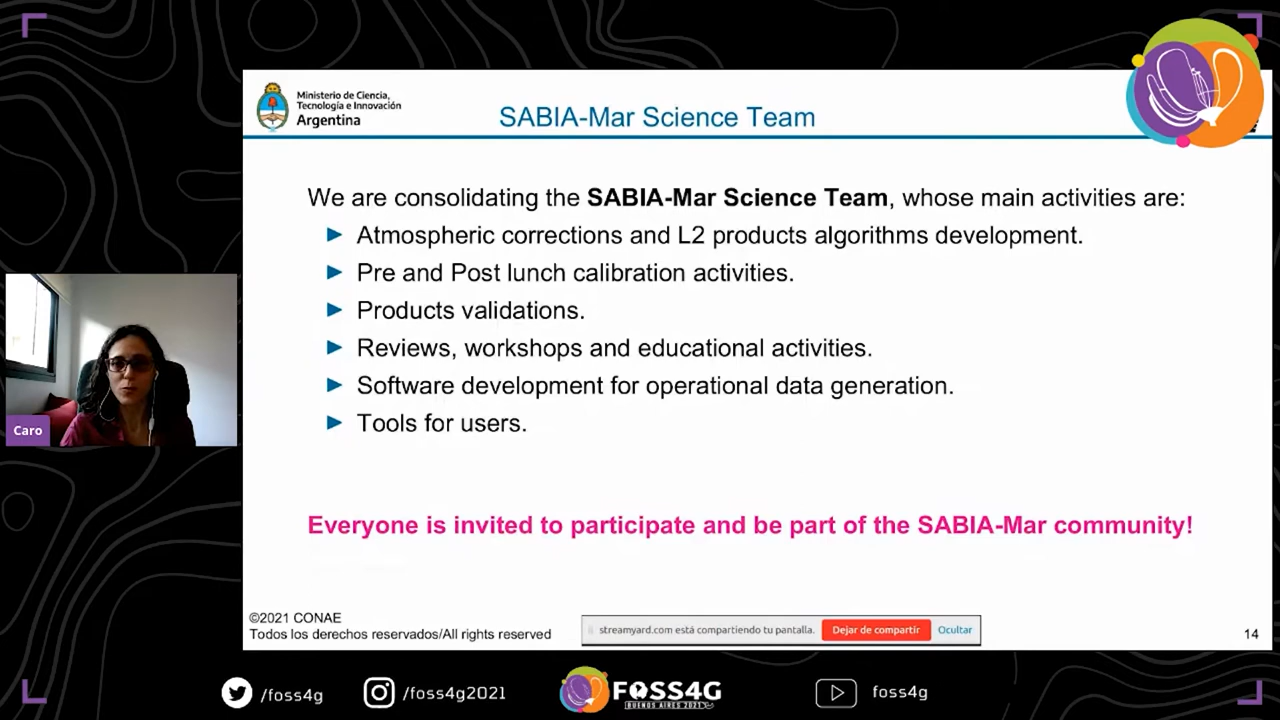 Ministerio de Ciencia,
Tecnología e Innovación
Argentina
SABIA-Mar Science Team
We are consolidating the SABIA-Mar Science Team, whose main activities are:
Atmospheric corrections and L2 products algorithms development.
Pre and Post lunch calibration activities.
Products validations.
Reviews, workshops and educational activities.
Software development for operational data generation.
Tools for users.
Caro
Everyone is invited to participate and be part of the SABIA-Mar community!
©2021 CONAE
Todos los derechos reservados/All rights reserved
streamyard.com está compartiendo tu pantalla. Dejar de compartir Ocultar
14
/foss4g
/foss4g2021
FOSS4G
BUENOS AIRES 2021
foss4g